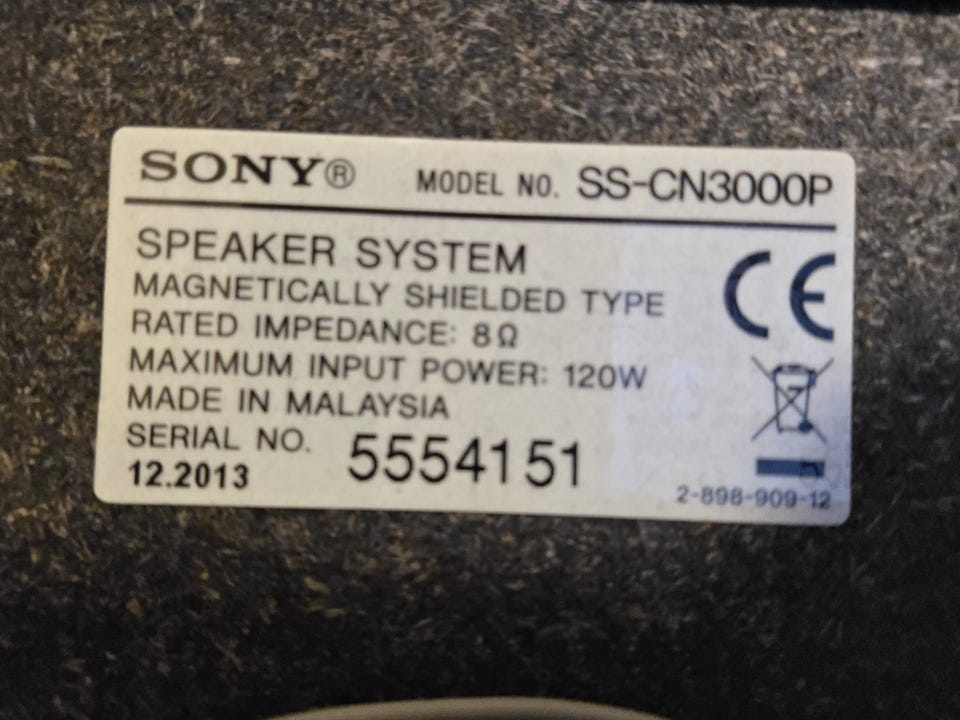 SONY® MODEL NO. SS-CN3000P
SPEAKER SYSTEM
MAGNETICALLY SHIELDED TYPE
RATED IMPEDANCE: 8Ω
MAXIMUM INPUT POWER: 120W
MADE IN MALAYSIA
SERIAL NO. 5554151
12.2013
CE
2-898-909-12